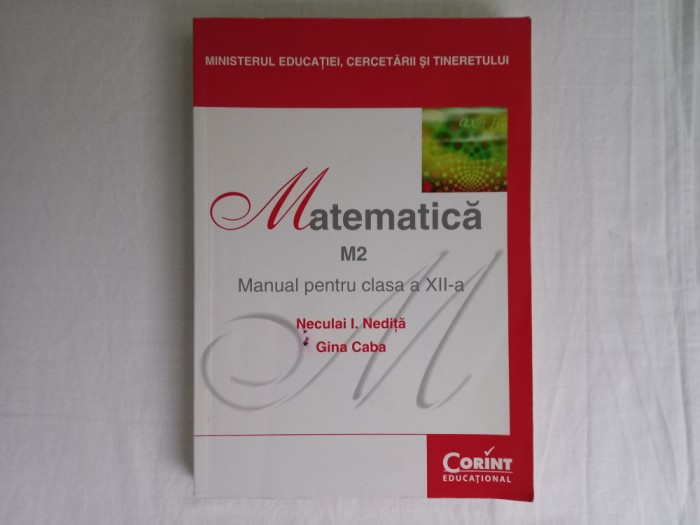 MINISTERUL EDUCAȚIEI, CERCETĂRII ȘI TINERETULUI
Matematică
M2
Manual pentru clasa a XII-a
Neculai I. Nediță
Gina Caba
CORINT
EDUCAȚIONAL